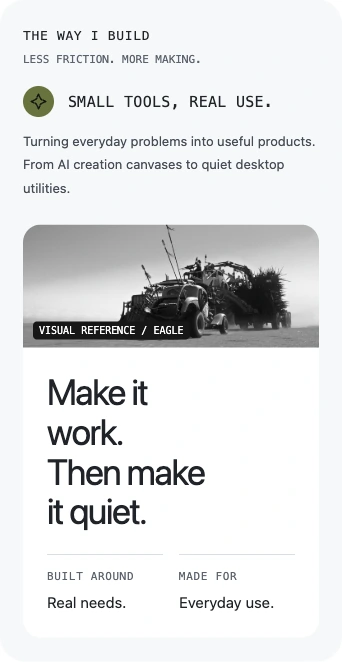 THE WAY I BUILD
LESS FRICTION. MORE MAKING.
SMALL TOOLS, REAL USE.
Turning everyday problems into useful products.
From AI creation canvases to quiet desktop
utilities.
VISUAL REFERENCE / EAGLE
Make it
work.
Then make
it quiet.
BUILT AROUND
MADE FOR
Real needs.
Everyday use.